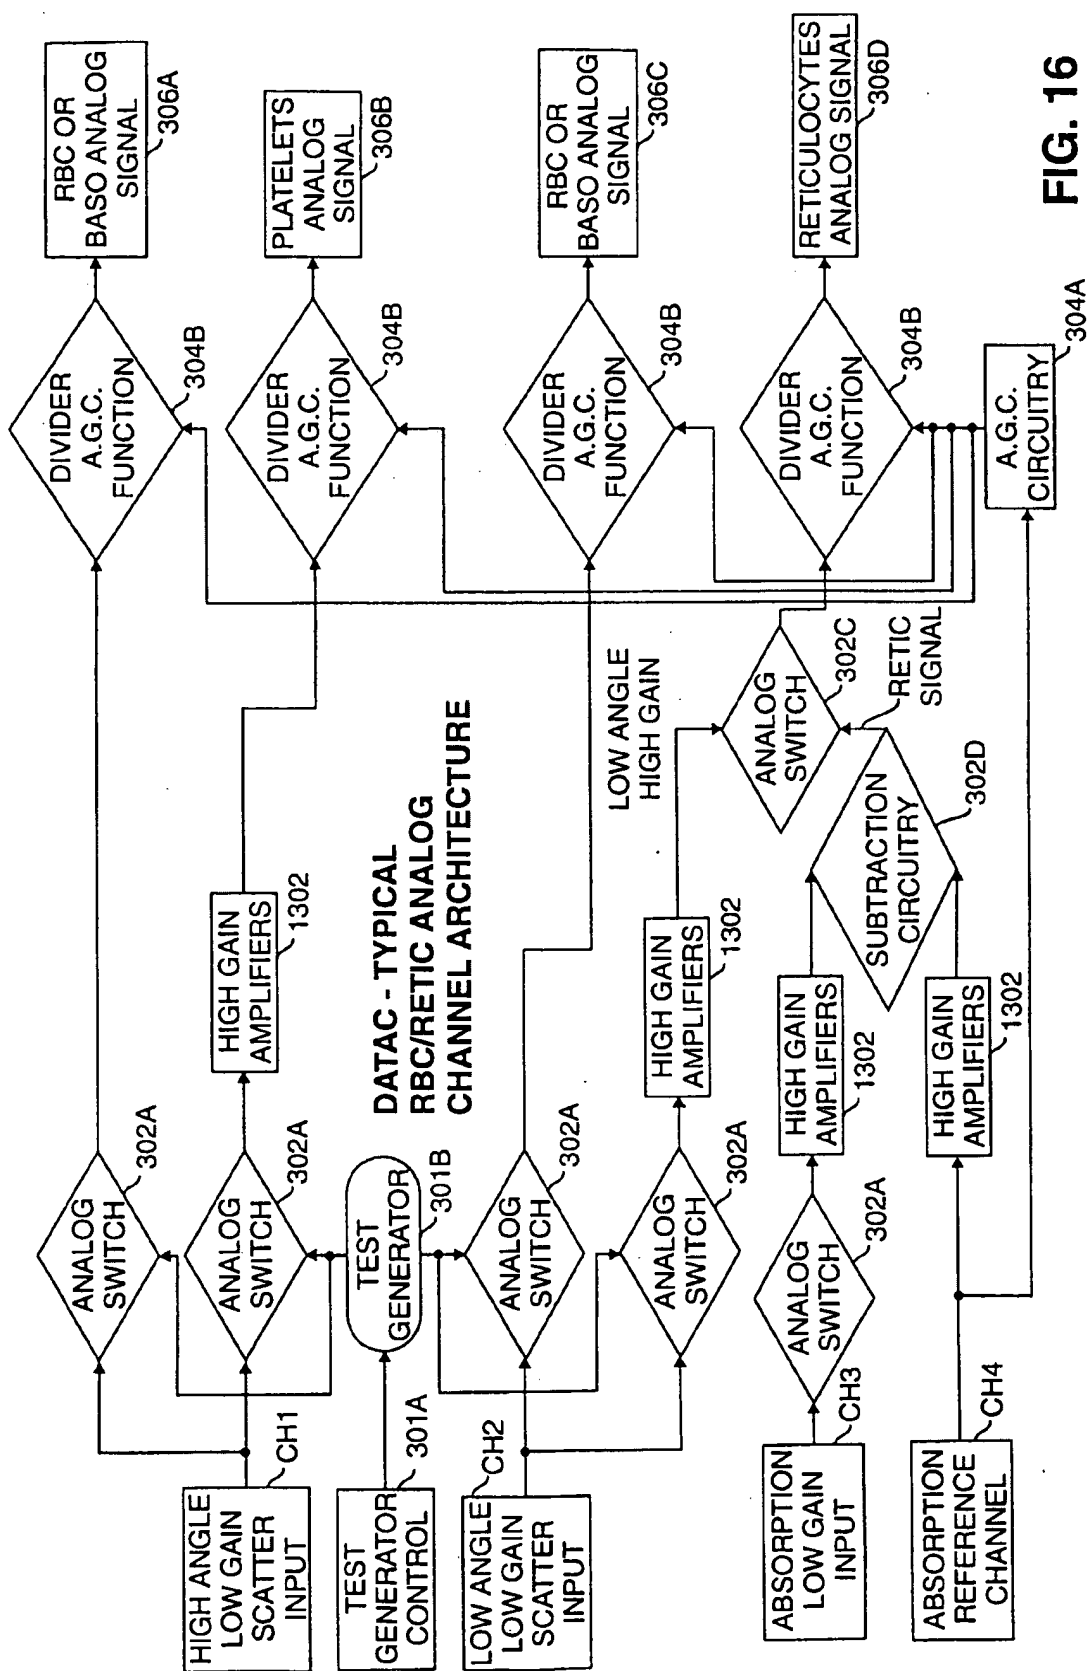 HIGH ANGLE
LOW GAIN
SCATTER
INPUT
CH1
TEST
GENERATOR
CONTROL
301A
LOW ANGLE
LOW GAIN
SCATTER
INPUT
CH2
ABSORPTION
LOW GAIN
INPUT
CH3
ABSORPTION
REFERENCE
CHANNEL
CH4
ANALOG
SWITCH
302A
ANALOG
SWITCH
302A
TEST
GENERATOR
301B
ANALOG
SWITCH
302A
ANALOG
SWITCH
302A
ANALOG
SWITCH
302A
HIGH GAIN
AMPLIFIERS
1302
DATAC - TYPICAL
RBC/RETIC ANALOG
CHANNEL ARCHITECTURE
HIGH GAIN
AMPLIFIERS
1302
HIGH GAIN
AMPLIFIERS
1302
HIGH GAIN
AMPLIFIERS
1302
LOW ANGLE
HIGH GAIN
ANALOG
SWITCH
302C
RETIC
SIGNAL
SUBTRACTION
CIRCUITRY
302D
DIVIDER
A.G.C.
FUNCTION
304B
DIVIDER
A.G.C.
FUNCTION
304B
DIVIDER
A.G.C.
FUNCTION
304B
DIVIDER
A.G.C.
FUNCTION
304B
A.G.C.
CIRCUITRY
304A
RBC OR
BASO ANALOG
SIGNAL
306A
PLATELETS
ANALOG
SIGNAL
306B
RBC OR
BASO ANALOG
SIGNAL
306C
RETICULOCYTES
ANALOG SIGNAL
306D
FIG. 16